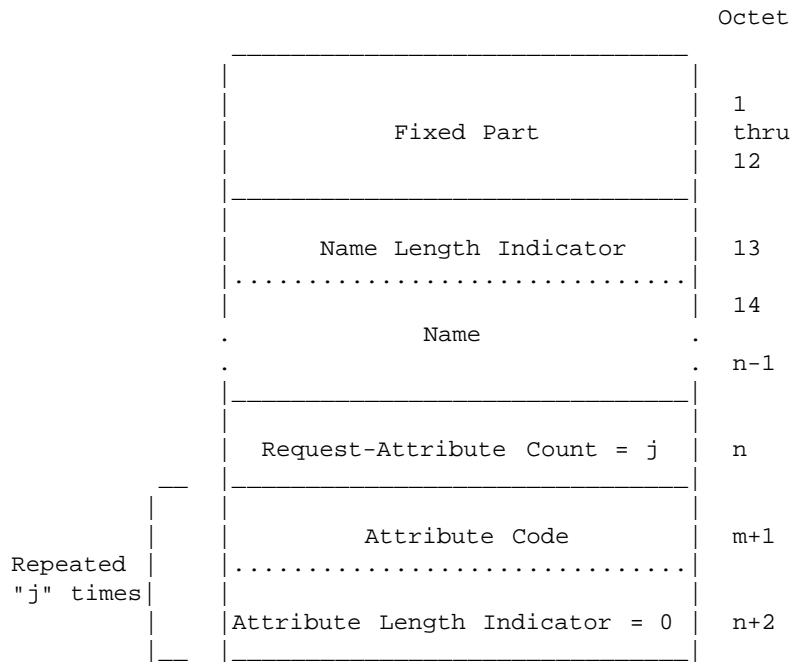 Octet
1
Fixed Part thru
12
Name Length Indicator 13
14
Name
n-1
Request-Attribute Count = j n
Attribute Code m+1
Repeated
"j" times
Attribute Length Indicator = 0 n+2